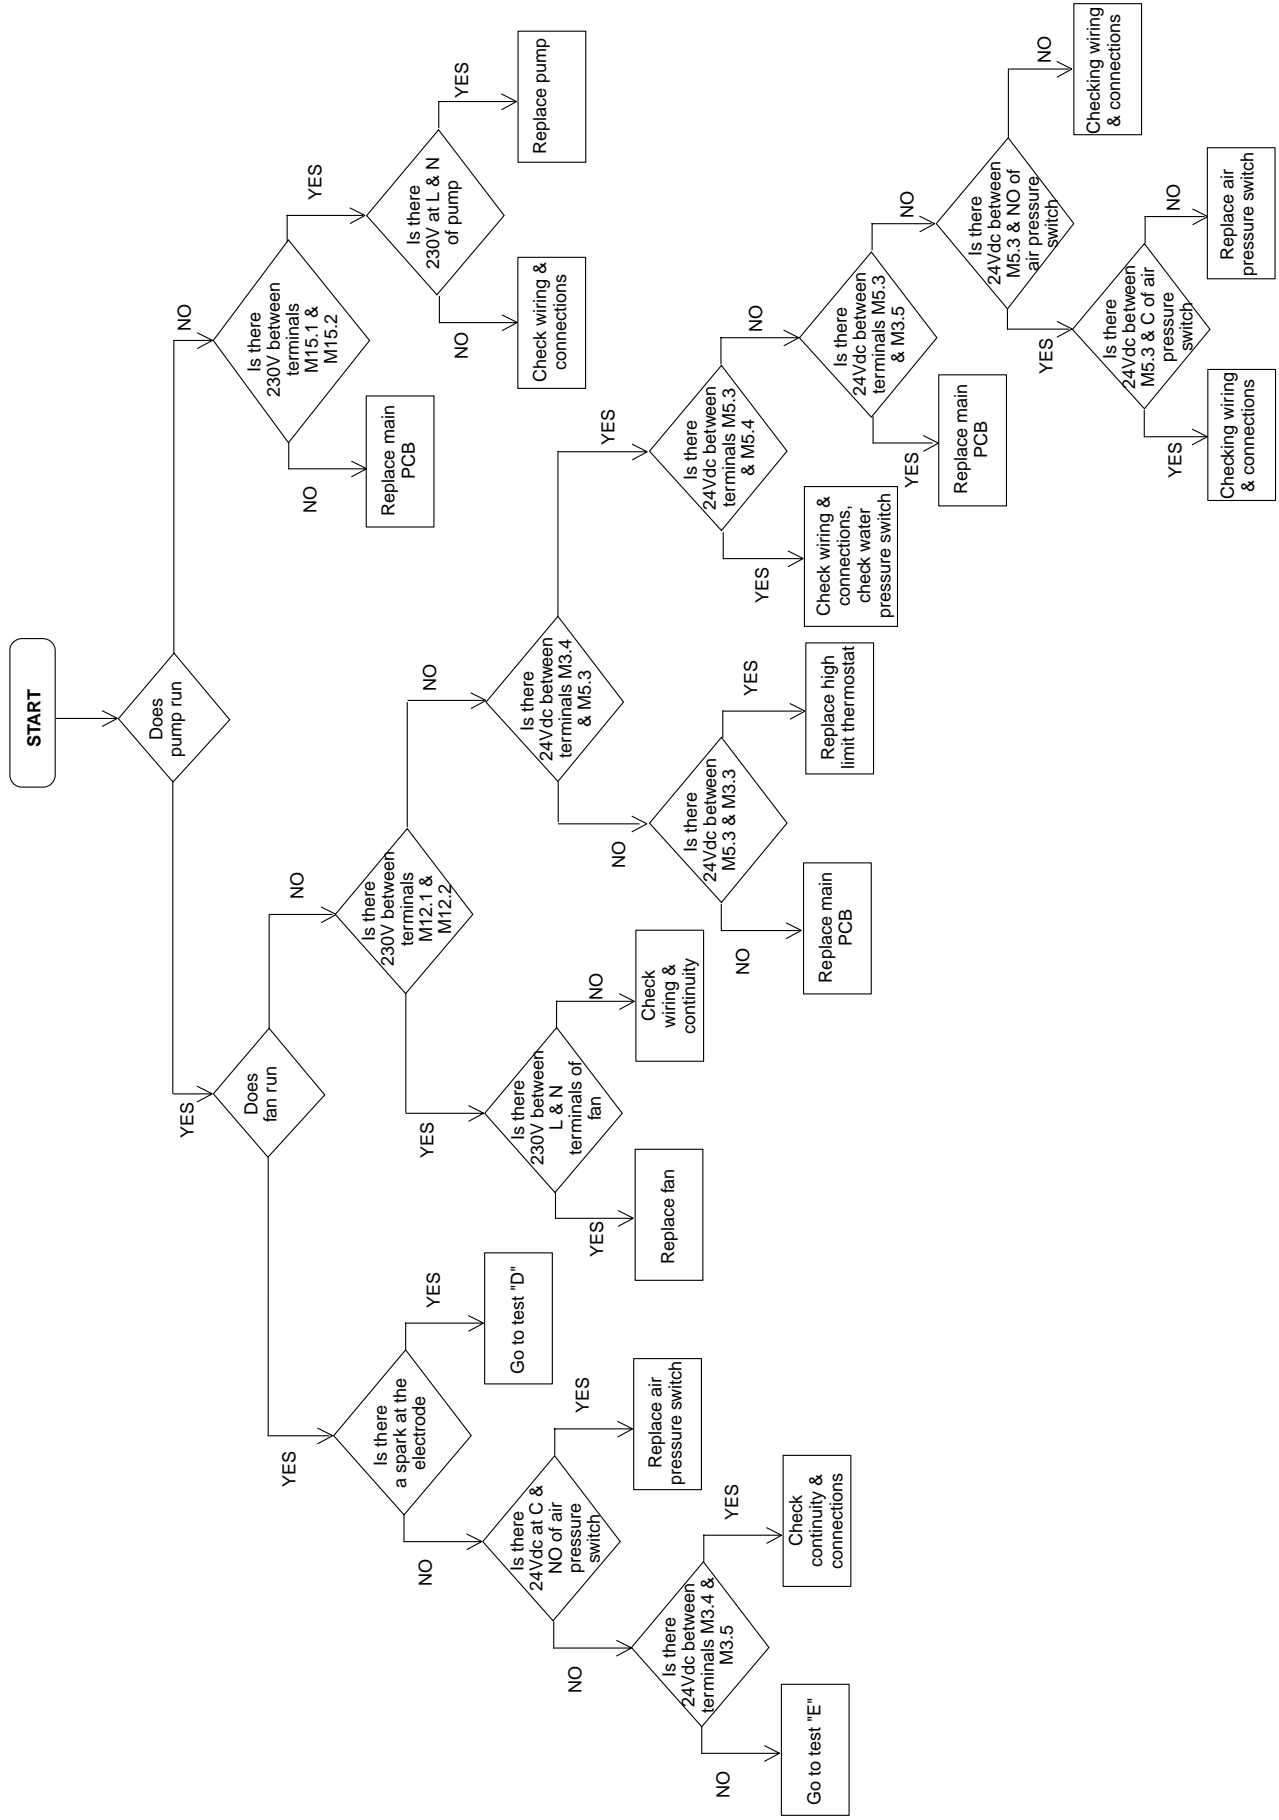 START
Does
pump run
YES
NO
Does
fan run
Is there
230V between
terminals
M15.1 &
M15.2
YES
NO
NO
YES
Is there
a spark at the
electrode
Is there
230V between
terminals
M12.1 &
M12.2
Replace main
PCB
Is there
230V at L & N
of pump
NO
YES
YES
NO
NO
YES
Is there
24Vdc at C &
NO of air
pressure
switch
Go to test "D"
Is there
230V between
L & N
terminals of
fan
Is there
24Vdc between
terminals M3.4
& M5.3
Check wiring &
connections
Replace pump
NO
YES
YES
NO
NO
YES
Is there
24Vdc between
terminals M3.4 &
M3.5
Replace air
pressure switch
Replace fan
Check
wiring &
continuity
Is there
24Vdc between
M5.3 & M3.3
Is there
24Vdc between
terminals M5.3
& M5.4
NO
YES
NO
YES
YES
NO
Go to test "E"
Check
continuity &
connections
Replace main
PCB
Replace high
limit thermostat
Check wiring &
connections,
check water
pressure switch
Is there
24Vdc between
terminals M5.3
& M3.5
YES
NO
Replace main
PCB
Is there
24Vdc between
M5.3 & NO of
air pressure
switch
YES
NO
Is there
24Vdc between
M5.3 & C of air
pressure
switch
Checking wiring
& connections
YES
NO
Checking wiring
& connections
Replace air
pressure switch